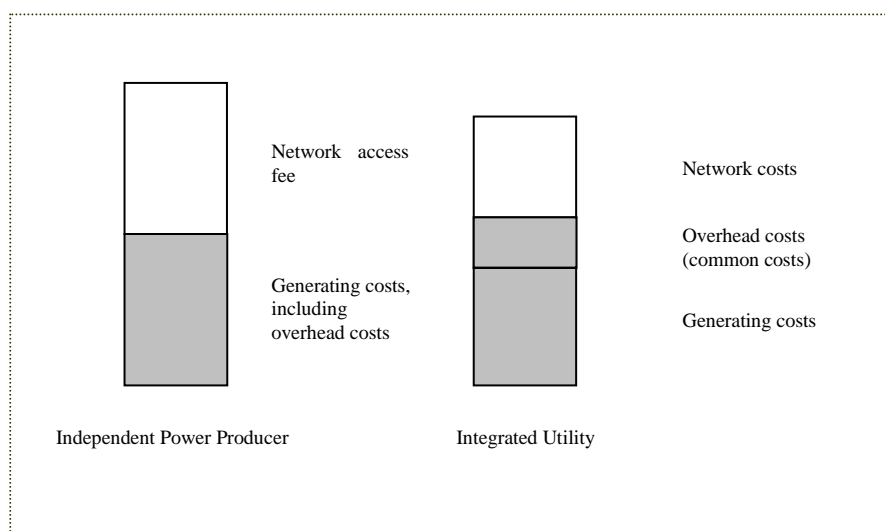 Network access
fee
Generating costs,
including
overhead costs
Network costs
Overhead costs
(common costs)
Generating costs
Independent Power Producer
Integrated Utility